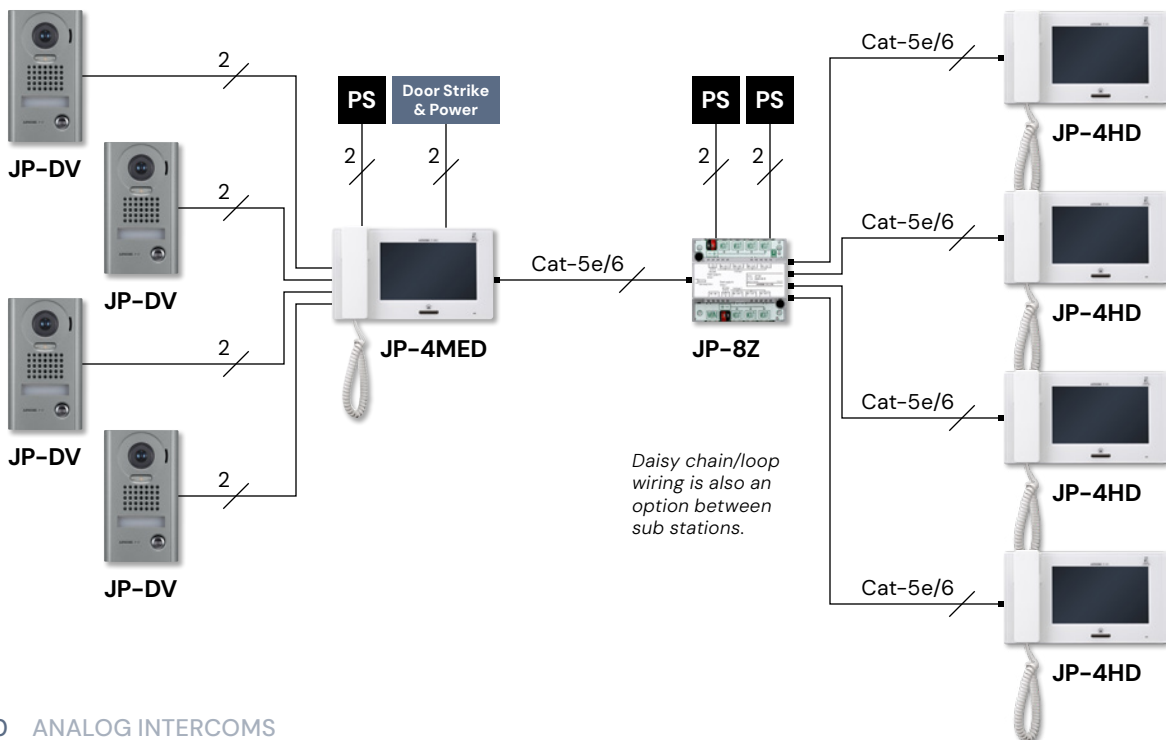 2
PS
Door Strike
& Power
PS
PS
Cat-5e/6
JP-4HD
JP-DV
2
2
2
2
2
Cat-5e/6
JP-4HD
JP-DV
Cat-5e/6
JP-4MED
JP-8Z
2
Cat-5e/6
JP-4HD
JP-DV
Daisy chain/loop
wiring is also an
option between
sub stations.
2
JP-DV
Cat-5e/6
JP-4HD
ANALOG INTERCOMS